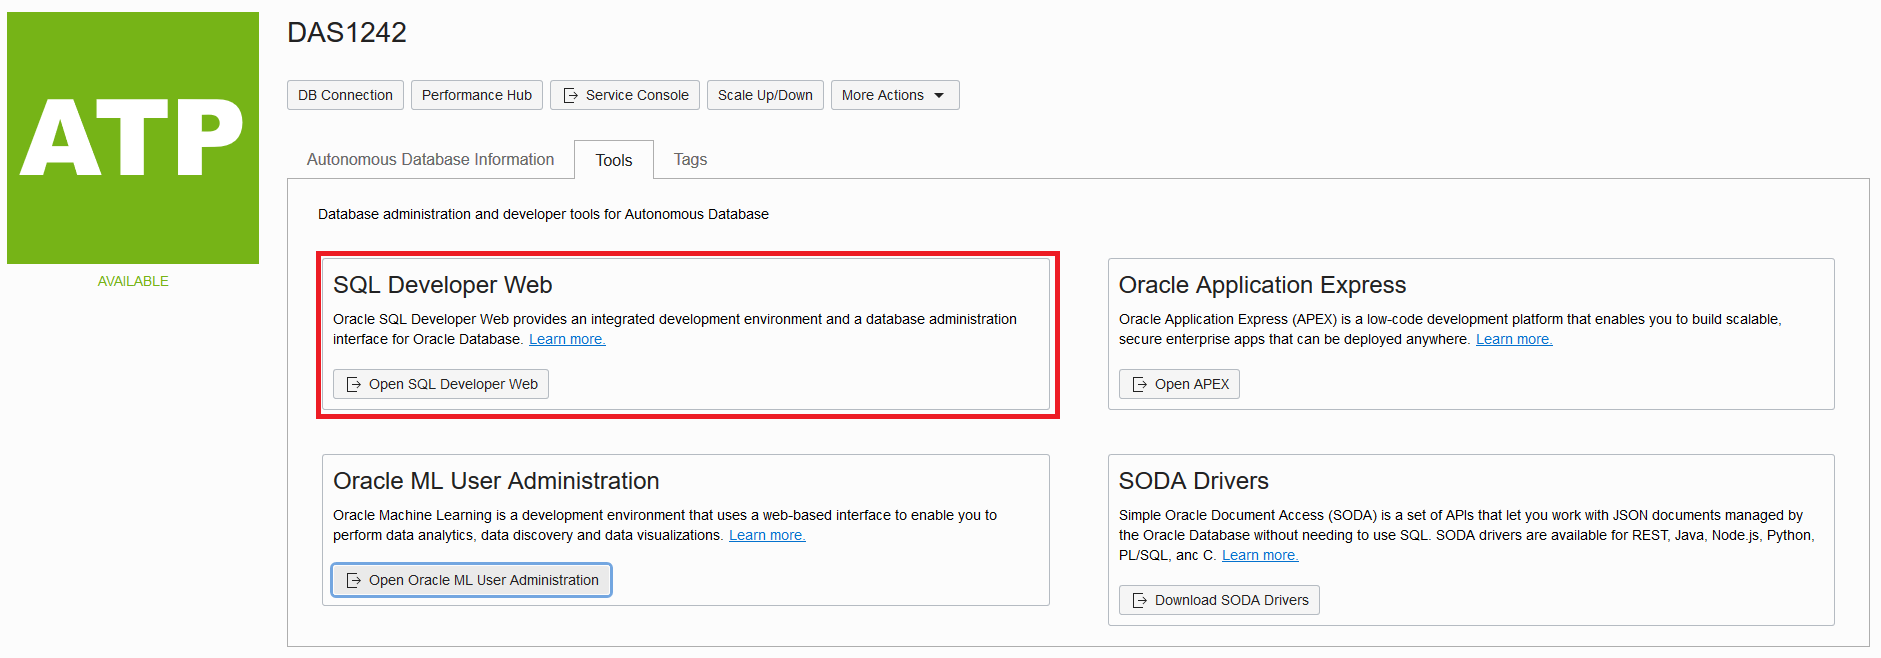 ATP
AVAILABLE
DAS1242
DB Connection Performance Hub Service Console Scale Up/Down More Actions
Autonomous Database Information Tools Tags
Database administration and developer tools for Autonomous Database
SQL Developer Web
Oracle SQL Developer Web provides an integrated development environment and a database administration
interface for Oracle Database. Learn more.
Open SQL Developer Web
Oracle Application Express
Oracle Application Express (APEX) is a low-code development platform that enables you to build scalable,
secure enterprise apps that can be deployed anywhere. Learn more.
Open APEX
Oracle ML User Administration
Oracle Machine Learning is a development environment that uses a web-based interface to enable you to
perform data analytics, data discovery and data visualizations. Learn more.
Open Oracle ML User Administration
SODA Drivers
Simple Oracle Document Access (SODA) is a set of APIs that let you work with JSON documents managed by
the Oracle Database without needing to use SQL. SODA drivers are available for REST, Java, Node.js, Python,
PL/SQL, anc C. Learn more.
Download SODA Drivers